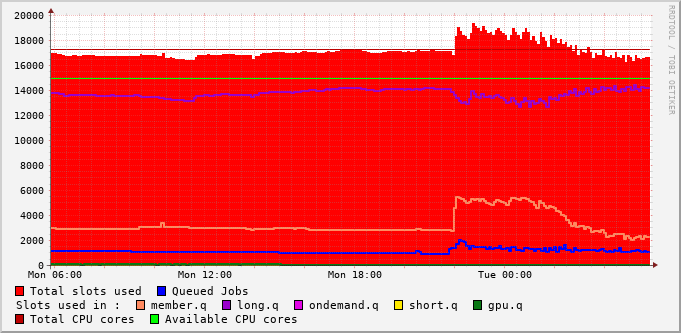 20000
18000
16000
14000
12000
10000
8000
6000
4000
2000
0
Mon 06:00 Mon 12:00 Mon 18:00 Tue 00:00
Total slots used Queued Jobs
Slots used in : member.q long.q ondemand.q short.q gpu.q
Total CPU cores Available CPU cores
RRDTOOL / TOBI OETIKER